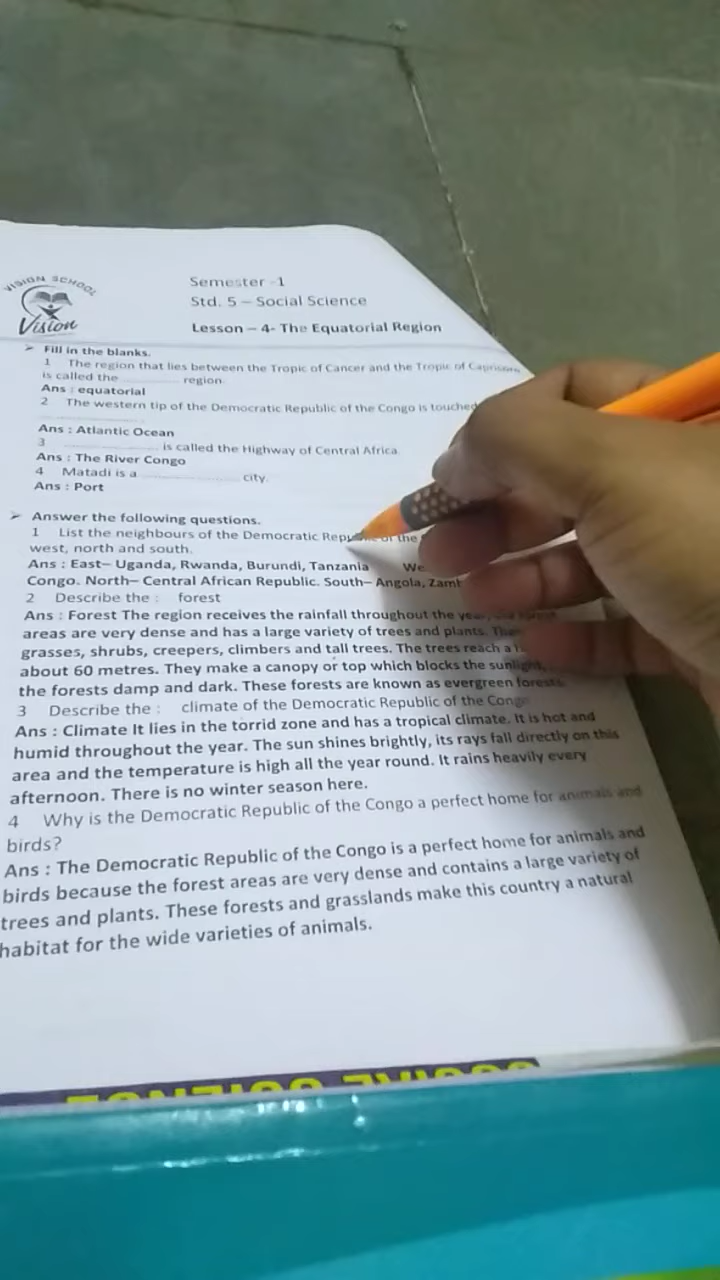 VISION SCHOOL
Vision
Semester -1
Std. 5 – Social Science
Lesson – 4- The Equatorial Region
➢ Fill in the blanks.
1 The region that lies between the Tropic of Cancer and the Tropic of Capricorn
is called the ............... region.
Ans : equatorial
2 The western tip of the Democratic Republic of the Congo is touched
..........................
Ans : Atlantic Ocean
3 ........................ is called the Highway of Central Africa.
Ans : The River Congo
4 Matadi is a ........................ city.
Ans : Port
➢ Answer the following questions.
1 List the neighbours of the Democratic of the
west, north and south.
Ans : East– Uganda, Rwanda, Burundi, Tanzania
Congo. North– Central African Republic. South– Angola,
2 Describe the : forest
Ans : Forest The region receives the rainfall throughout the year,
areas are very dense and has a large variety of trees and plants.
grasses, shrubs, creepers, climbers and tall trees. The trees reach a
about 60 metres. They make a canopy or top which blocks the sunlight,
the forests damp and dark. These forests are known as evergreen forests.
3 Describe the : climate of the Democratic Republic of the Congo
Ans : Climate It lies in the torrid zone and has a tropical climate. It is hot and
humid throughout the year. The sun shines brightly, its rays fall directly on this
area and the temperature is high all the year round. It rains heavily every
afternoon. There is no winter season here.
4 Why is the Democratic Republic of the Congo a perfect home for animals and
birds?
Ans : The Democratic Republic of the Congo is a perfect home for animals and
birds because the forest areas are very dense and contains a large variety of
trees and plants. These forests and grasslands make this country a natural
habitat for the wide varieties of animals.